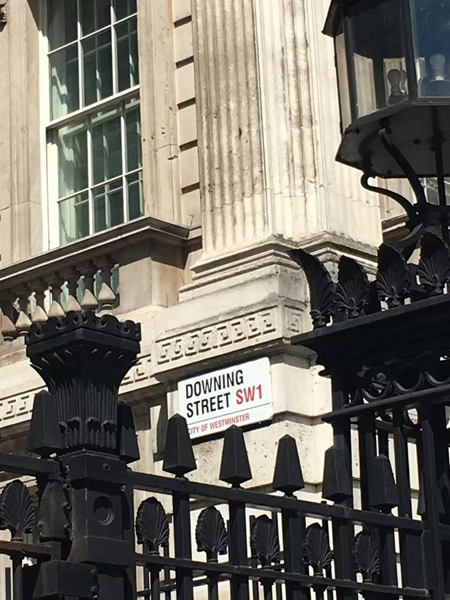 DOWNING
STREET SW1
CITY OF WESTMINSTER